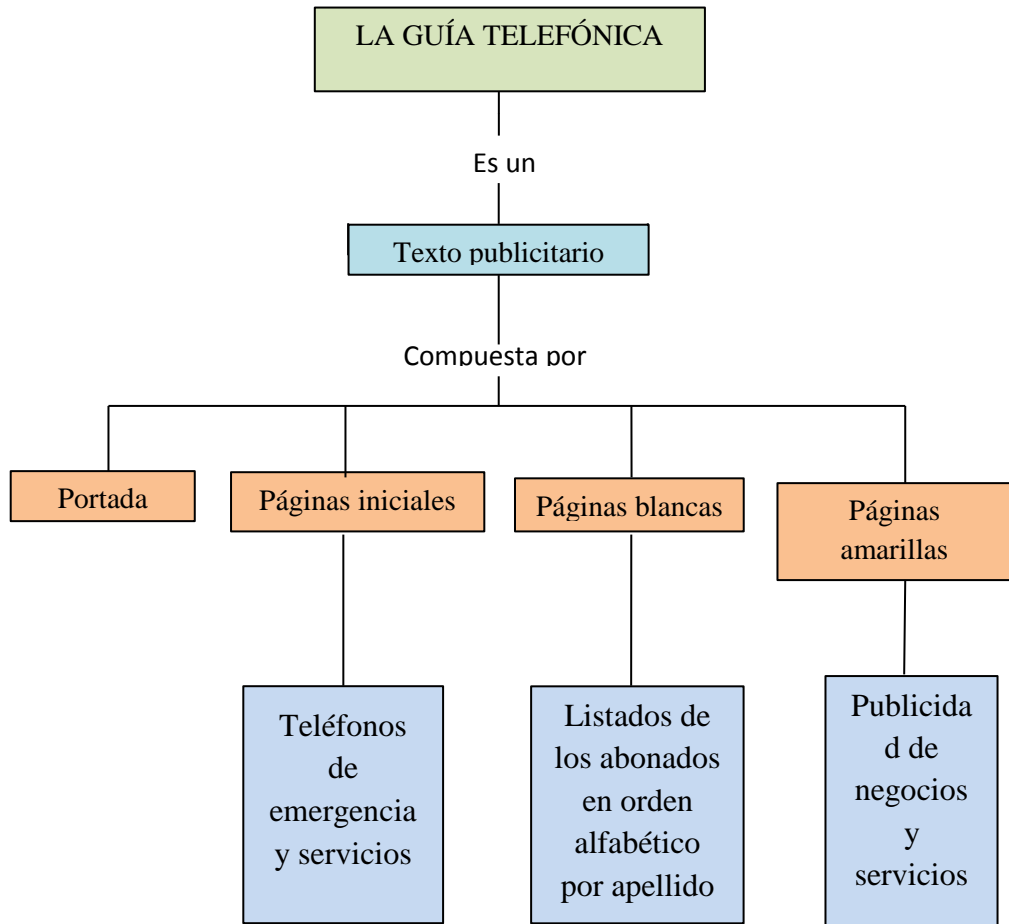 LA GUÍA TELEFÓNICA
Es un
Texto publicitario
Compuesta por
Portada
Páginas iniciales
Páginas blancas
Páginas
amarillas
Teléfonos
de
emergencia
y servicios
Listados de
los abonados
en orden
alfabético
por apellido
Publicida
d de
negocios
y
servicios